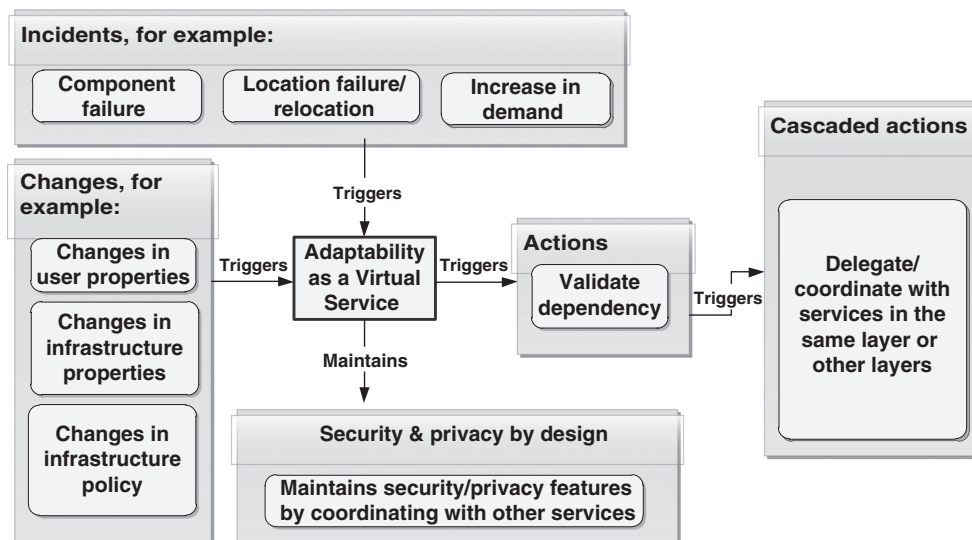 Incidents, for example:
Component
failure
Location failure/
relocation
Increase in
demand
Triggers
Changes, for
example:
Changes in
user properties
Changes in
infrastructure
properties
Changes in
infrastructure
policy
Triggers
Adaptability
as a Virtual
Service
Triggers
Actions
Validate
dependency
Triggers
Cascaded actions
Delegate/
coordinate with
services in the
same layer or
other layers
Maintains
Security & privacy by design
Maintains security/privacy features
by coordinating with other services